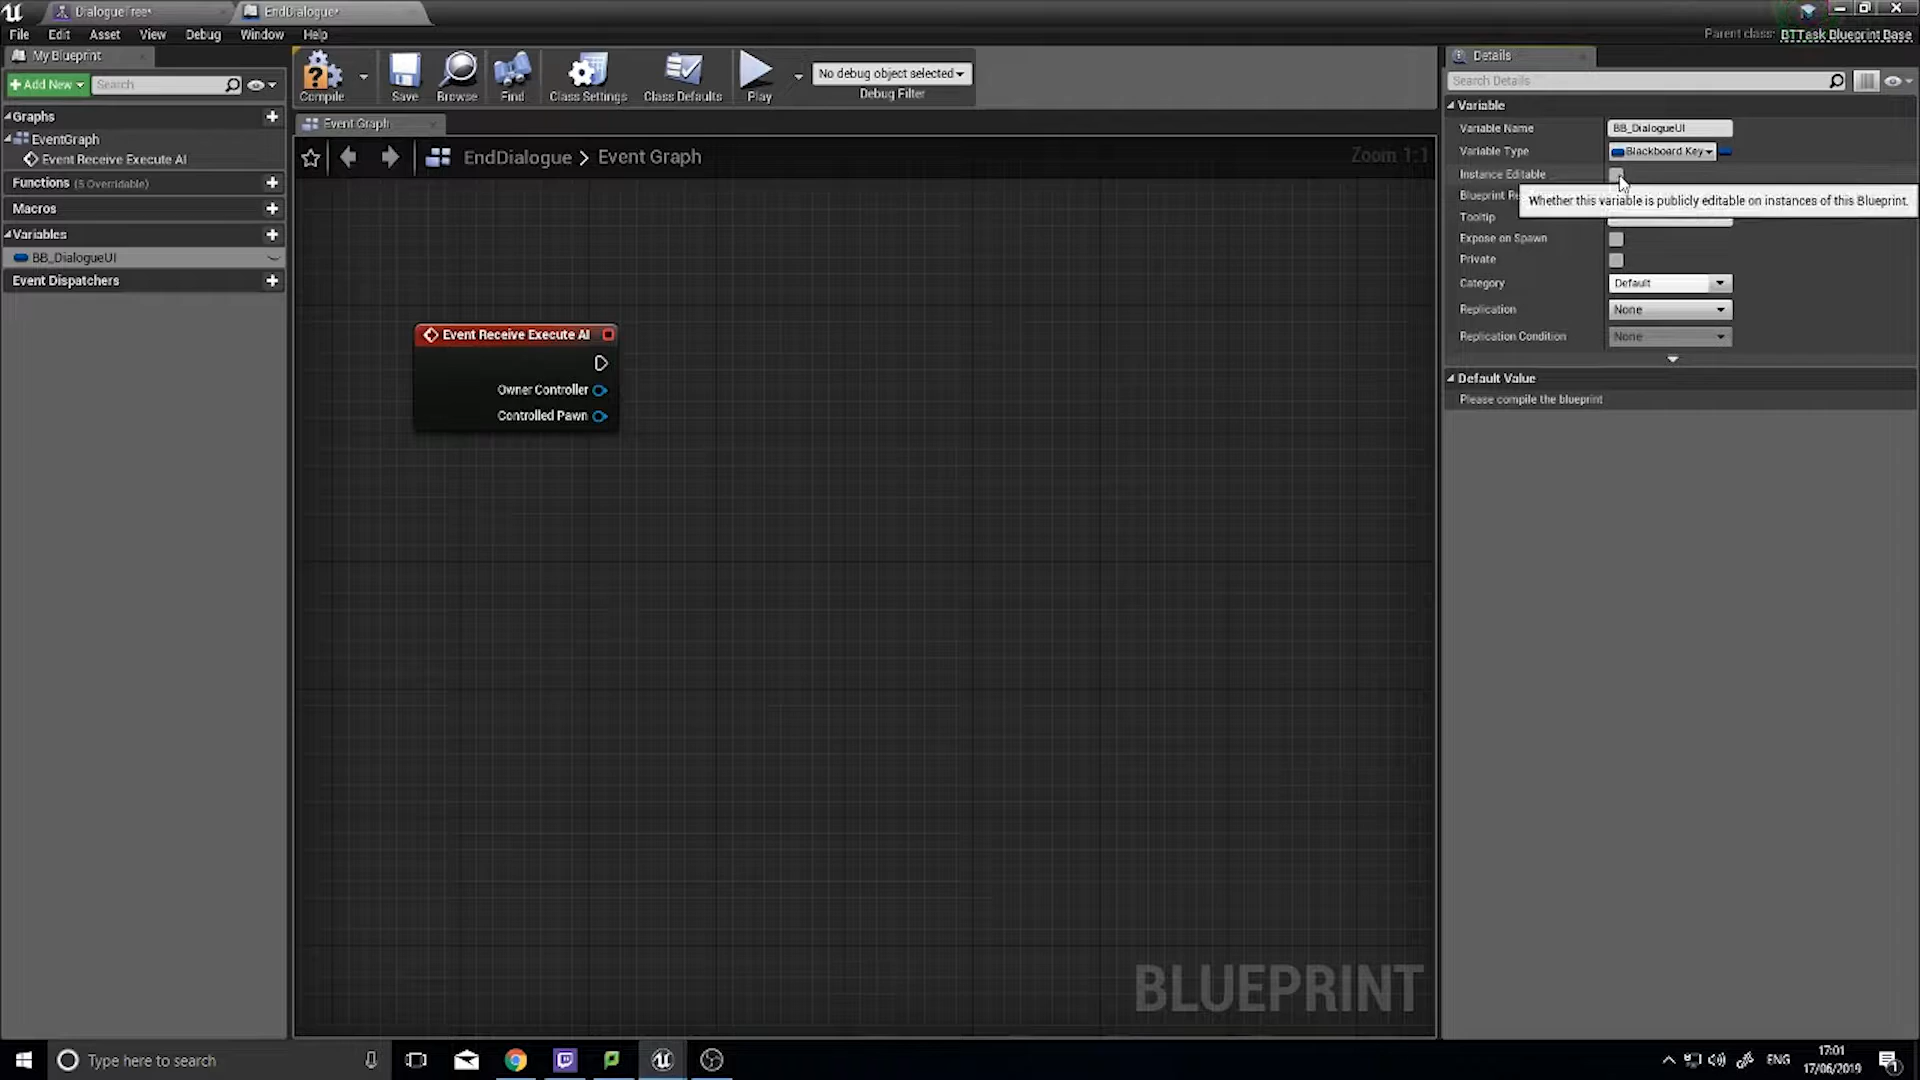 DialogueTree*
EndDialogue*
File Edit Asset View Debug Window Help
Parent class: BTTask Blueprint Base
My Blueprint
Add New
Search
Graphs
EventGraph
Event Receive Execute AI
Functions (5 Overridable)
Macros
Variables
BB_DialogueUI
Event Dispatchers
Compile
Save
Browse
Find
Class Settings
Class Defaults
Play
No debug object selected
Debug Filter
Event Graph
EndDialogue > Event Graph
Zoom 1:1
Event Receive Execute AI
Owner Controller
Controlled Pawn
BLUEPRINT
Details
Search Details
Variable
Variable Name BB_DialogueUI
Variable Type Blackboard Key
Instance Editable
Blueprint Re
Whether this variable is publicly editable on instances of this Blueprint.
Tooltip
Expose on Spawn
Private
Category Default
Replication None
Replication Condition None
Default Value
Please compile the blueprint
Type here to search
ENG
17:01
17/06/2019
1